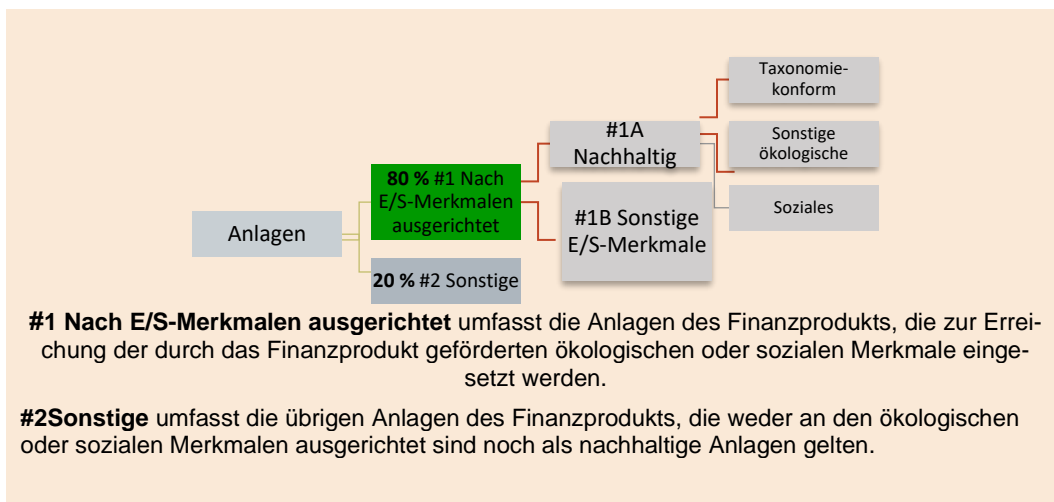 Anlagen
80 % #1 Nach
E/S-Merkmalen
ausgerichtet
20 % #2 Sonstige
#1A
Nachhaltig
#1B Sonstige
E/S-Merkmale
Taxonomie-
konform
Sonstige
ökologische
Soziales
#1 Nach E/S-Merkmalen ausgerichtet umfasst die Anlagen des Finanzprodukts, die zur Errei-
chung der durch das Finanzprodukt geförderten ökologischen oder sozialen Merkmale einge-
setzt werden.
#2Sonstige umfasst die übrigen Anlagen des Finanzprodukts, die weder an den ökologischen
oder sozialen Merkmalen ausgerichtet sind noch als nachhaltige Anlagen gelten.